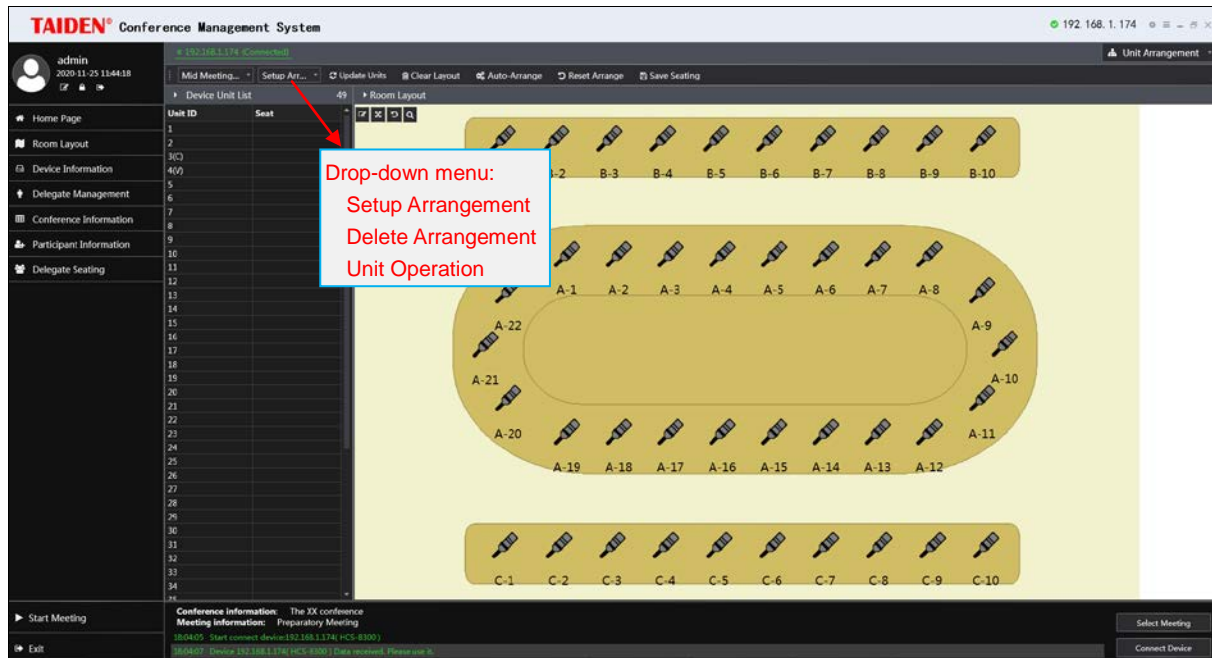 TAIDEN® Conference Management System
192.168.1.174
admin
2020-11-25 11:44:18
192.168.1.174 (Connected)
Unit Arrangement
Mid Meeting... Setup Arr... Update Units Clear Layout Auto-Arrange Reset Arrange Save Seating
Device Unit List 49 Room Layout
Home Page
Room Layout
Device Information
Delegate Management
Conference Information
Participant Information
Delegate Seating
Unit ID Seat
1
2
3(C)
4(V)
5
6
7
8
9
10
11
12
13
14
15
16
17
18
19
20
21
22
23
24
25
26
27
28
29
30
31
32
33
34
Drop-down menu:
Setup Arrangement
Delete Arrangement
Unit Operation
B-2 B-3 B-4 B-5 B-6 B-7 B-8 B-9 B-10
A-1 A-2 A-3 A-4 A-5 A-6 A-7 A-8
A-22 A-9
A-21 A-10
A-20 A-11
A-19 A-18 A-17 A-16 A-15 A-14 A-13 A-12
C-1 C-2 C-3 C-4 C-5 C-6 C-7 C-8 C-9 C-10
Start Meeting
Exit
Conference information: The XX conference
Meeting information: Preparatory Meeting
18:04:05 Start connect device:192.168.1.174( HCS-8300 )
18:04:07 Device 192.168.1.174( HCS-8300 ) Data received. Please use it.
Select Meeting
Connect Device